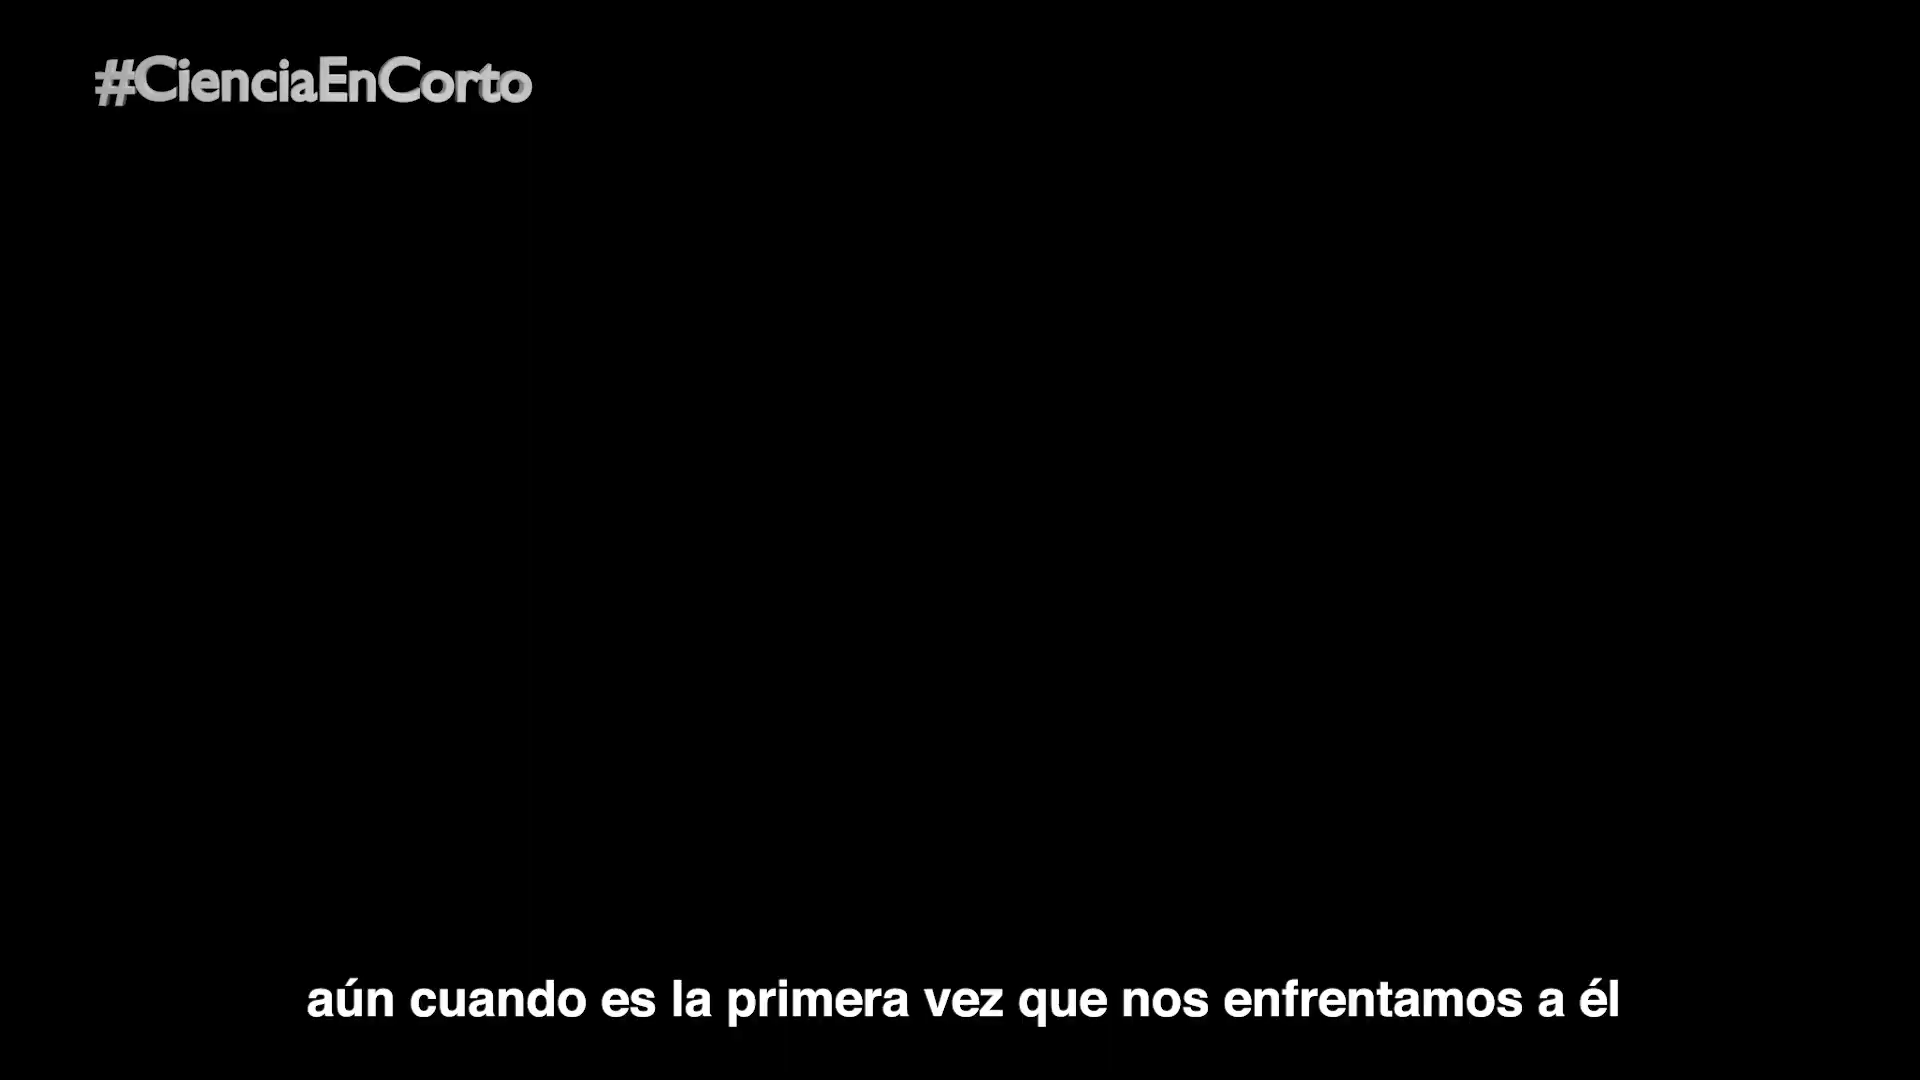 #CienciaEnCorto
aún cuando es la primera vez que nos enfrentamos a él